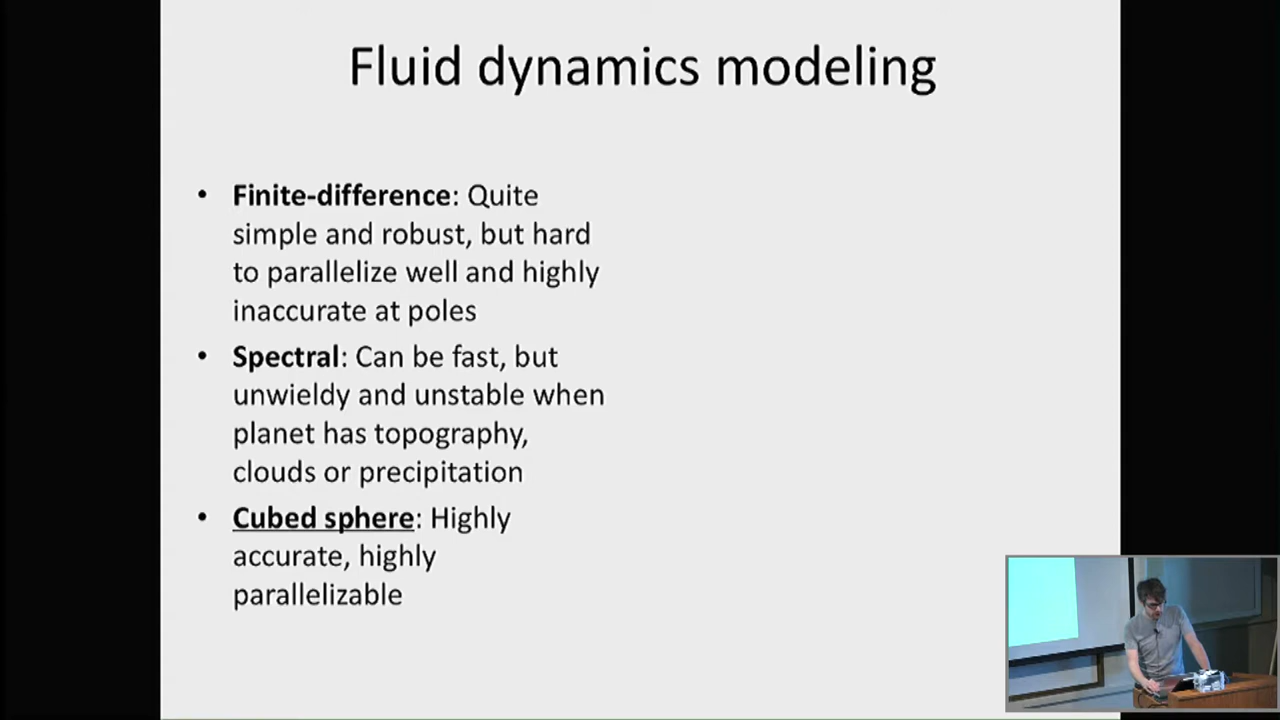 Fluid dynamics modeling
• Finite-difference: Quite
simple and robust, but hard
to parallelize well and highly
inaccurate at poles
• Spectral: Can be fast, but
unwieldy and unstable when
planet has topography,
clouds or precipitation
• Cubed sphere: Highly
accurate, highly
parallelizable